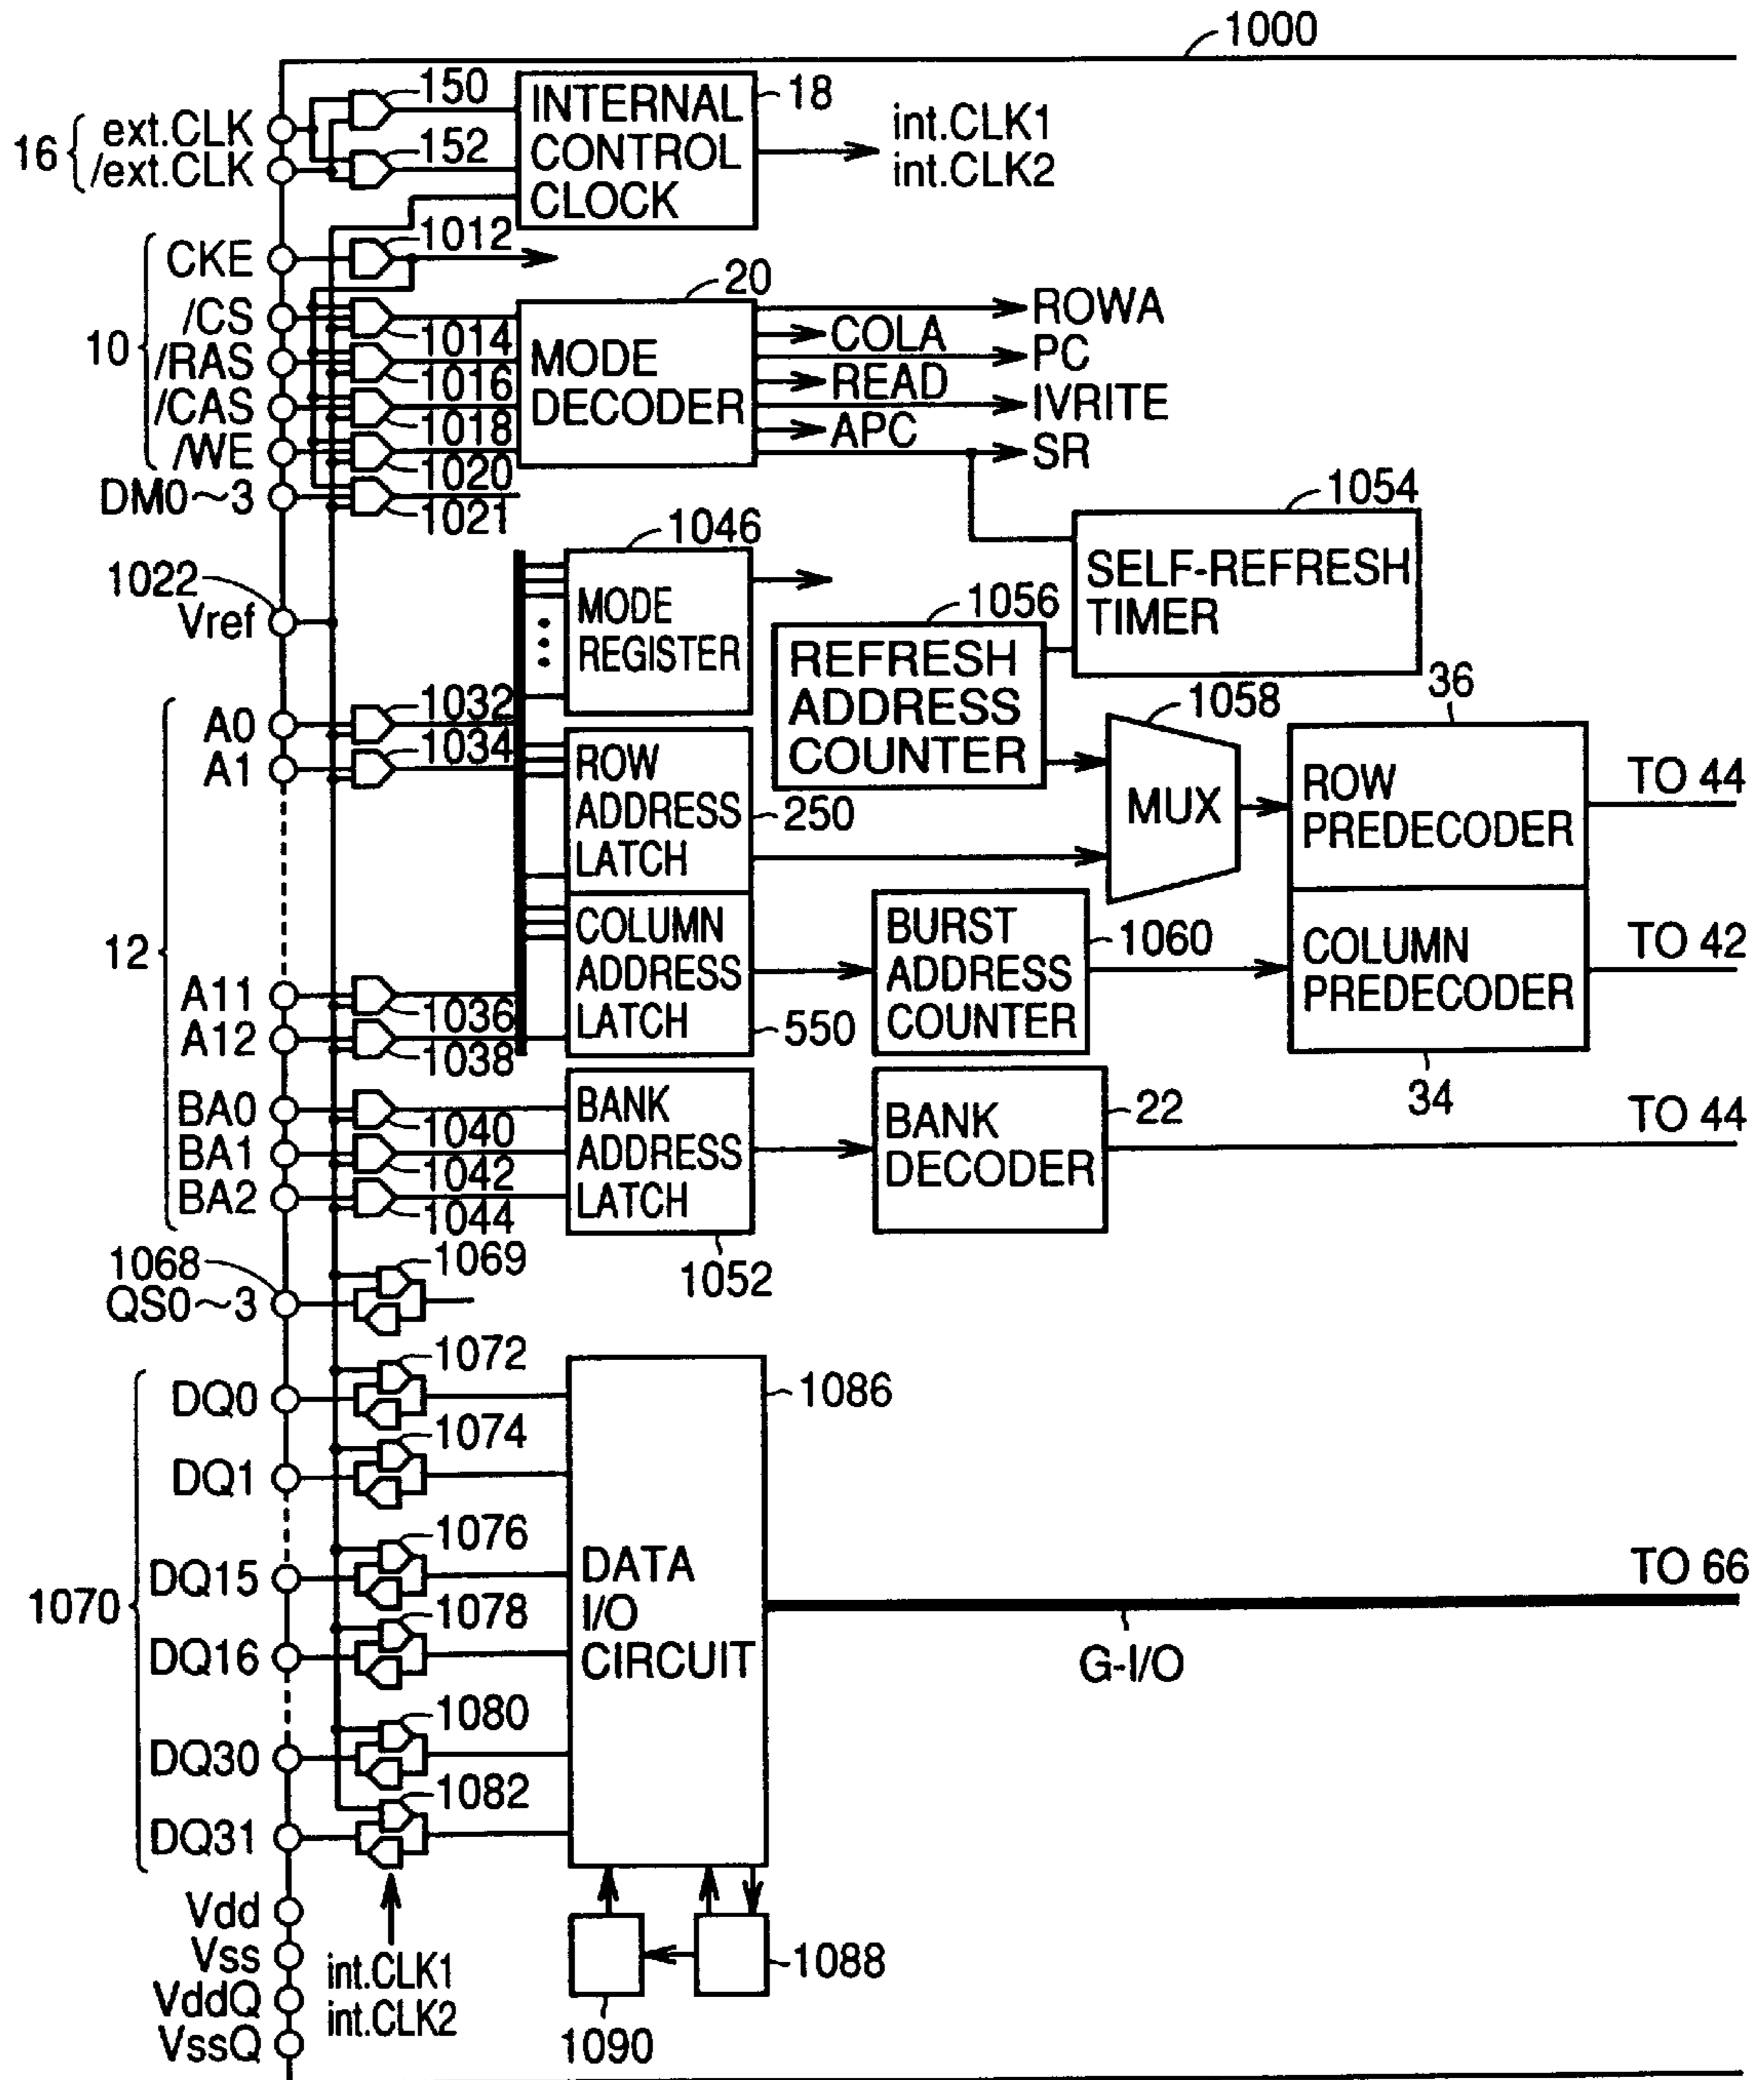 1000
16
ext.CLK
/ext.CLK
150
152
INTERNAL
CONTROL
CLOCK
18
int.CLK1
int.CLK2
10
CKE
/CS
/RAS
/CAS
/WE
DM0~3
1012
1014
1016
1018
1020
1021
20
MODE
DECODER
ROWA
COLA
PC
READ
IVRITE
APC
SR
1054
SELF-REFRESH
TIMER
1022
Vref
1046
MODE
REGISTER
1056
REFRESH
ADDRESS
COUNTER
12
A0
A1
A11
A12
BA0
BA1
BA2
1032
1034
1036
1038
1040
1042
1044
ROW
ADDRESS
LATCH
250
1058
MUX
36
ROW
PREDECODER
TO 44
COLUMN
ADDRESS
LATCH
550
BURST
ADDRESS
COUNTER
1060
COLUMN
PREDECODER
34
TO 42
BANK
ADDRESS
LATCH
1052
BANK
DECODER
22
TO 44
1068
QS0~3
1069
1070
DQ0
DQ1
DQ15
DQ16
DQ30
DQ31
1072
1074
1076
1078
1080
1082
DATA
I/O
CIRCUIT
1086
G-I/O
TO 66
Vdd
Vss
VddQ
VssQ
int.CLK1
int.CLK2
1090
1088